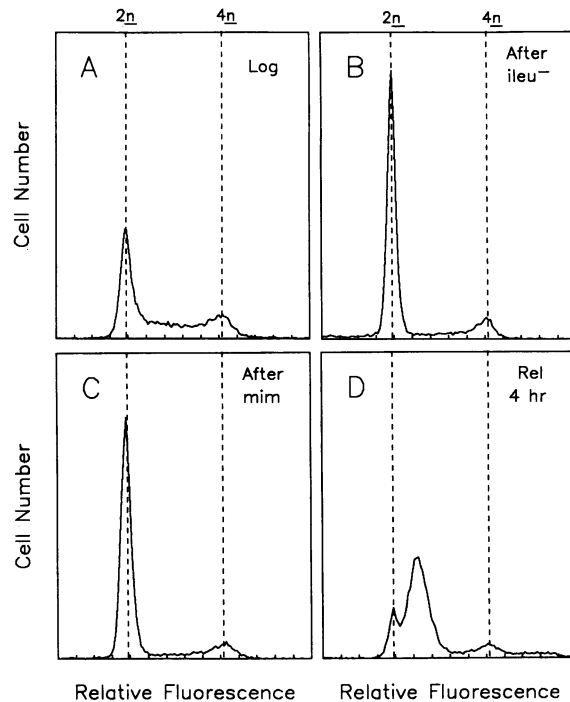 2n 4n 2n 4n
A Log
B After
ileu⁻
Cell Number
C After
mim
D Rel
4 hr
Cell Number
Relative Fluorescence Relative Fluorescence